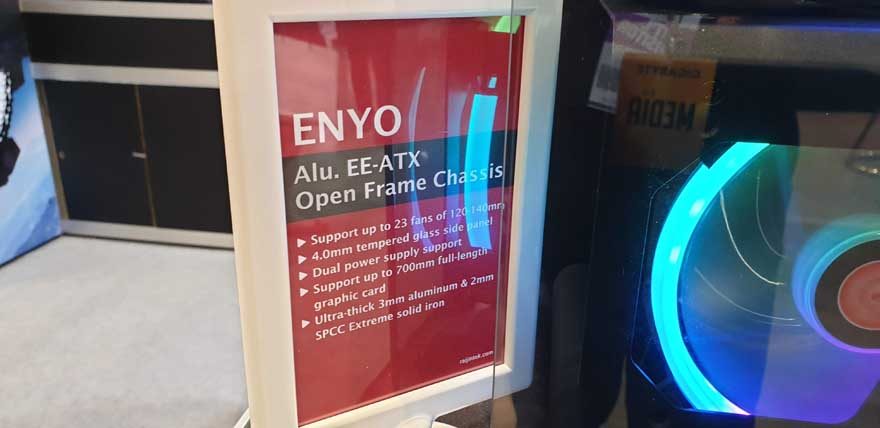 ENYO
Alu. EE-ATX
Open Frame Chassis
▶ Support up to 23 fans of 120-140mm
▶ 4.0mm tempered glass side panel
▶ Dual power supply support
▶ Support up to 700mm full-length
graphic card
▶ Ultra-thick 3mm aluminum & 2mm
SPCC Extreme solid iron
raijintek.com
GIGABYTE
MEDIA